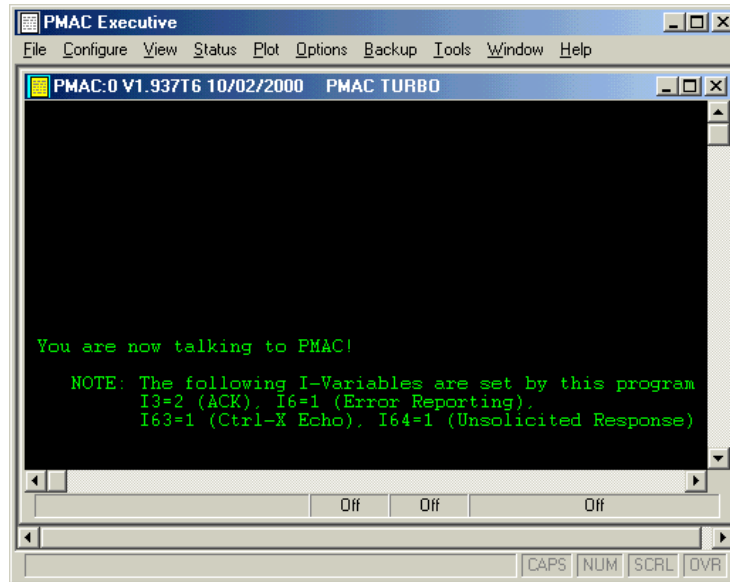 PMAC Executive
File Configure View Status Plot Options Backup Tools Window Help
PMAC:0 V1.937T6 10/02/2000 PMAC TURBO
You are now talking to PMAC!
NOTE: The following I-Variables are set by this program
I3=2 (ACK), I6=1 (Error Reporting),
I63=1 (Ctrl-X Echo), I64=1 (Unsolicited Response)
Off Off Off
CAPS NUM SCRL OVR